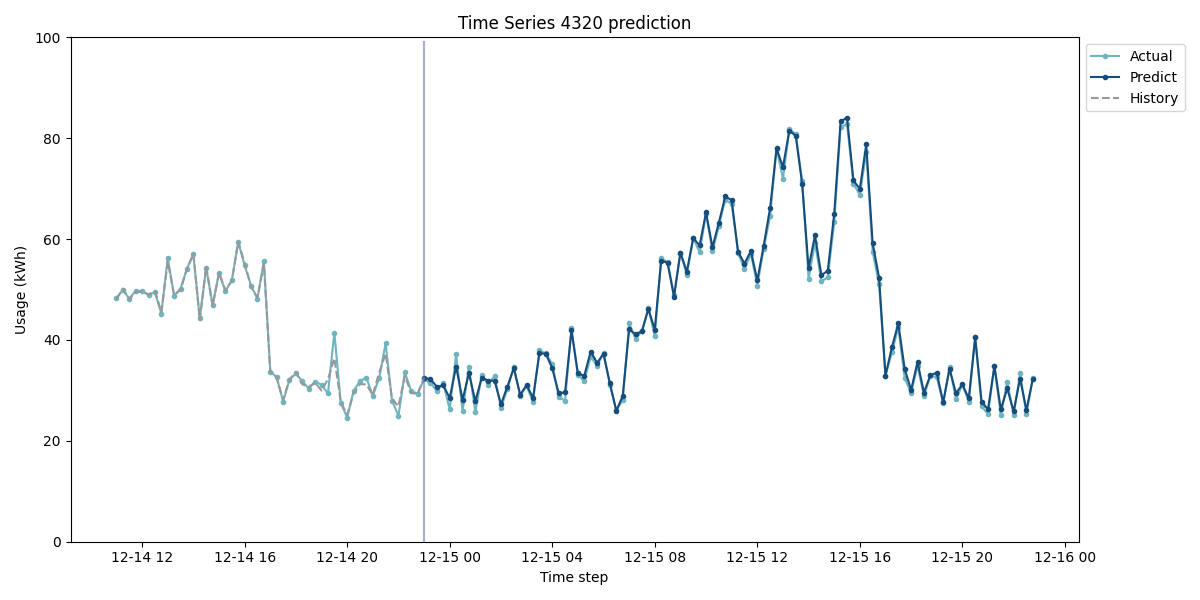 Time Series 4320 prediction
Usage (kWh)
100
80
60
40
20
0
12-14 12
12-14 16
12-14 20
12-15 00
12-15 04
12-15 08
12-15 12
12-15 16
12-15 20
12-16 00
Time step
Actual
Predict
History